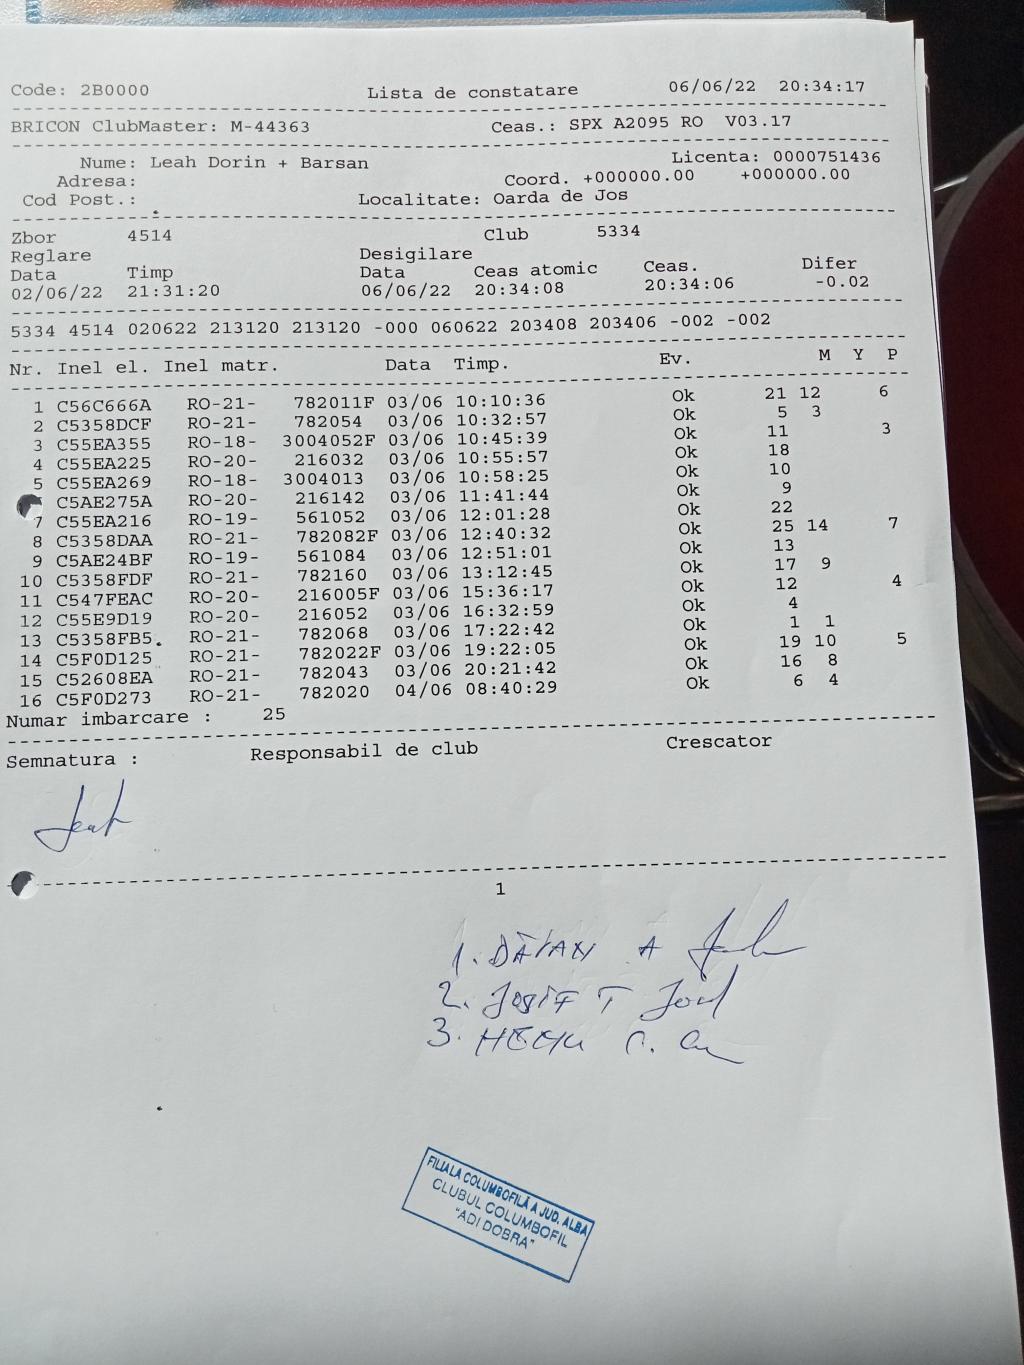 Code: 2B0000 Lista de constatare 06/06/22 20:34:17
BRICON ClubMaster: M-44363 Ceas.: SPX A2095 RO V03.17
Nume: Leah Dorin + Barsan Licenta: 0000751436
Adresa: Coord. +000000.00 +000000.00
Cod Post.: Localitate: Oarda de Jos
Zbor 4514 Club 5334
Reglare Desigilare
Data Timp Data Ceas atomic Ceas. Difer
02/06/22 21:31:20 06/06/22 20:34:08 20:34:06 -0.02
5334 4514 020622 213120 213120 -000 060622 203408 203406 -002 -002
Nr. Inel el. Inel matr. Data Timp. Ev. M Y P
1 C56C666A RO-21- 782011F 03/06 10:10:36 Ok 21 12 6
2 C5358DCF RO-21- 782054 03/06 10:32:57 Ok 5 3
3 C55EA355 RO-18- 3004052F 03/06 10:45:39 Ok 11 3
4 C55EA225 RO-20- 216032 03/06 10:55:57 Ok 18
5 C55EA269 RO-18- 3004013 03/06 10:58:25 Ok 10
C5AE275A RO-20- 216142 03/06 11:41:44 Ok 9
7 C55EA216 RO-19- 561052 03/06 12:01:28 Ok 22
8 C5358DAA RO-21- 782082F 03/06 12:40:32 Ok 25 14 7
9 C5AE24BF RO-19- 561084 03/06 12:51:01 Ok 13
10 C5358FDF RO-21- 782160 03/06 13:12:45 Ok 17 9
11 C547FEAC RO-20- 216005F 03/06 15:36:17 Ok 12 4
12 C55E9D19 RO-20- 216052 03/06 16:32:59 Ok 4
13 C5358FB5 RO-21- 782068 03/06 17:22:42 Ok 1 1
14 C5F0D125 RO-21- 782022F 03/06 19:22:05 Ok 19 10 5
15 C52608EA RO-21- 782043 03/06 20:21:42 Ok 16 8
16 C5F0D273 RO-21- 782020 04/06 08:40:29 Ok 6 4
Numar imbarcare : 25
Semnatura : Responsabil de club Crescator
1
1. A
2. Josif T
3.
FILIALA COLUMBOFILĂ A JUD. ALBA
CLUBUL COLUMBOFIL
"ADI DOBRA"